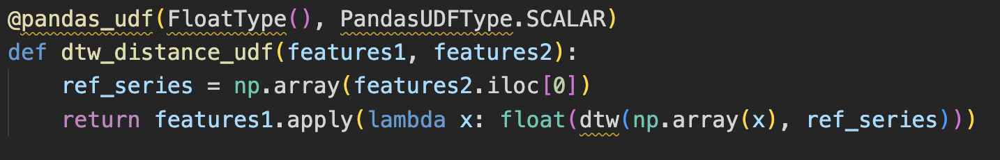 @pandas_udf(FloatType(), PandasUDFType.SCALAR)
def dtw_distance_udf(features1, features2):
    ref_series = np.array(features2.iloc[0])
    return features1.apply(lambda x: float(dtw(np.array(x), ref_series)))